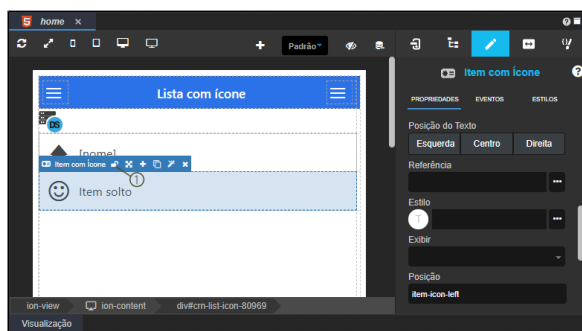 home ×
Padrão
Item com Ícone
PROPRIEDADES EVENTOS ESTILOS
Lista com ícone
DS
[nome]
Item com Ícone
1
Item solto
Posição do Texto
Esquerda Centro Direita
Referência
Estilo
T
Exibir
Posição
item-icon-left
ion-view ion-content div#crn-list-icon-80969
Visualização